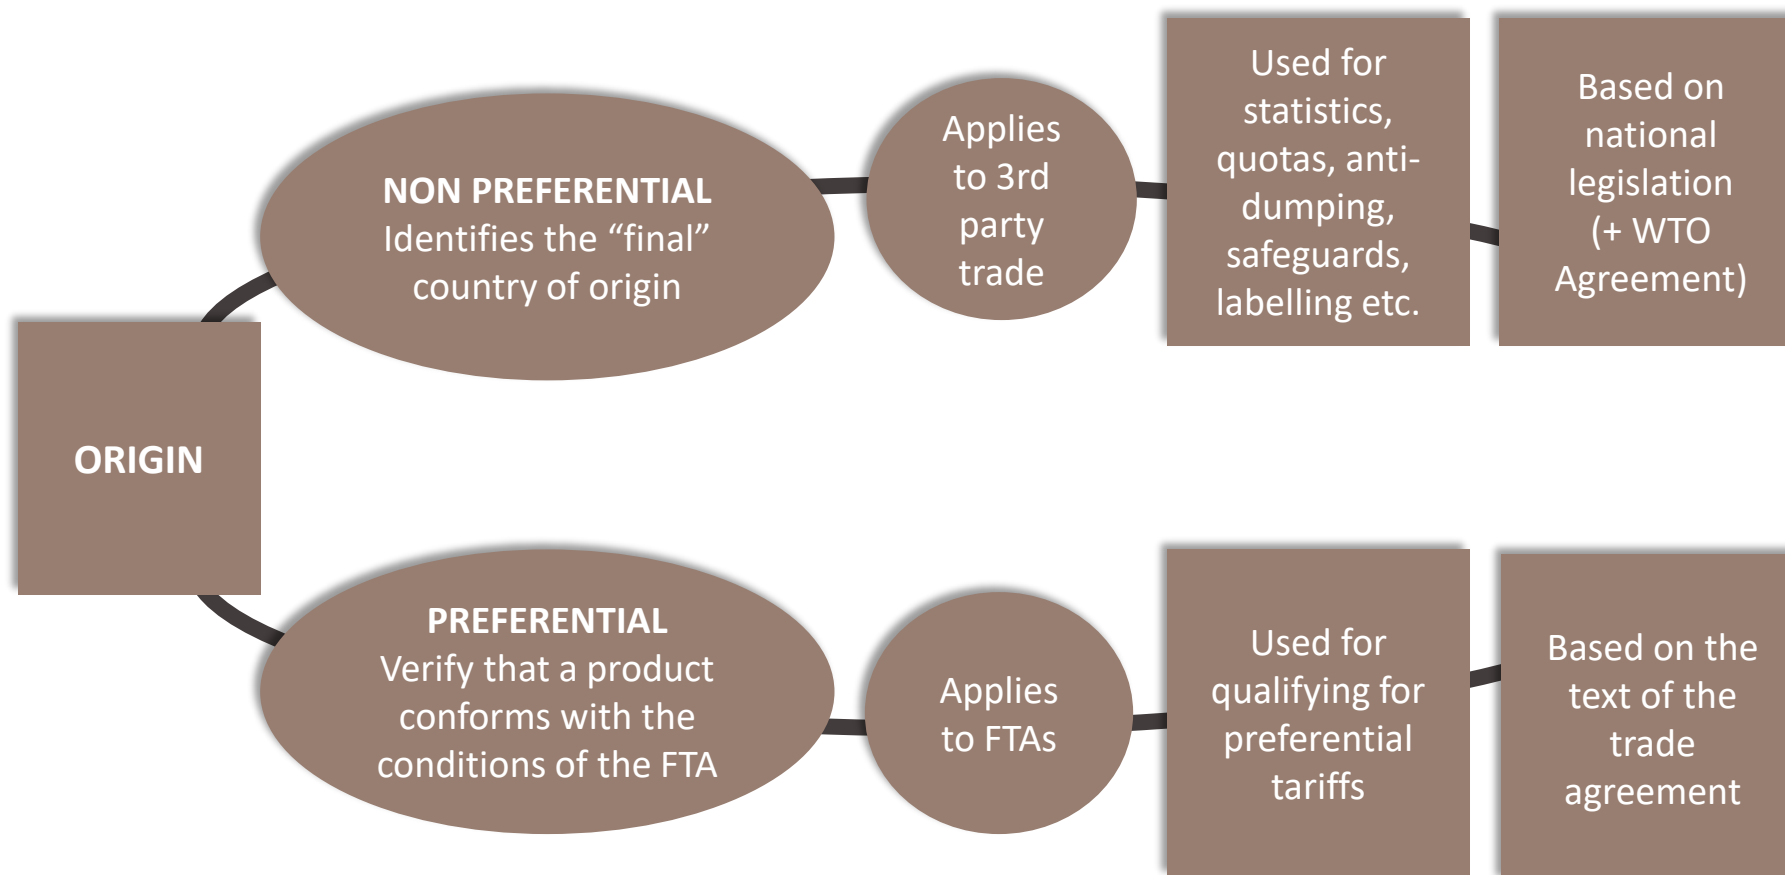 ORIGIN
NON PREFERENTIAL
Identifies the “final”
country of origin
Applies
to 3rd
party
trade
Used for
statistics,
quotas, anti-
dumping,
safeguards,
labelling etc.
Based on
national
legislation
(+ WTO
Agreement)
PREFERENTIAL
Verify that a product
conforms with the
conditions of the FTA
Applies
to FTAs
Used for
qualifying for
preferential
tariffs
Based on the
text of the
trade
agreement